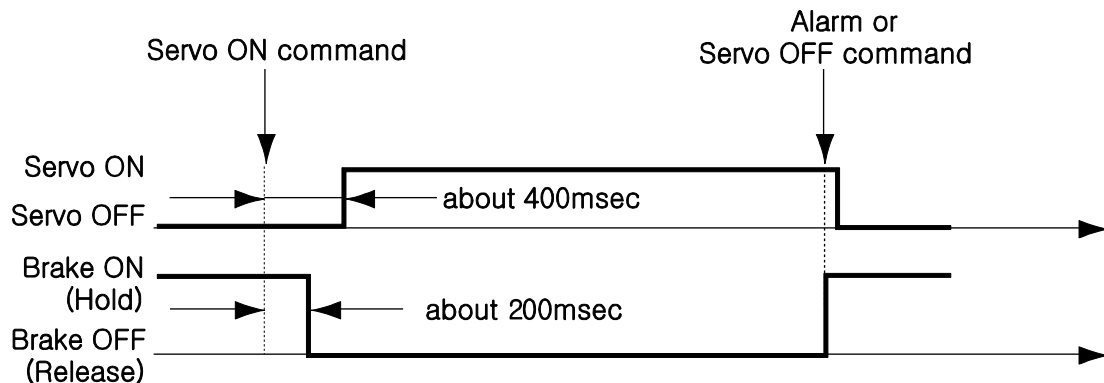 Alarm or
Servo ON command
Servo OFF command
Servo ON
about 400msec
Servo OFF
Brake ON
(Hold)
about 200msec
Brake OFF
(Release)